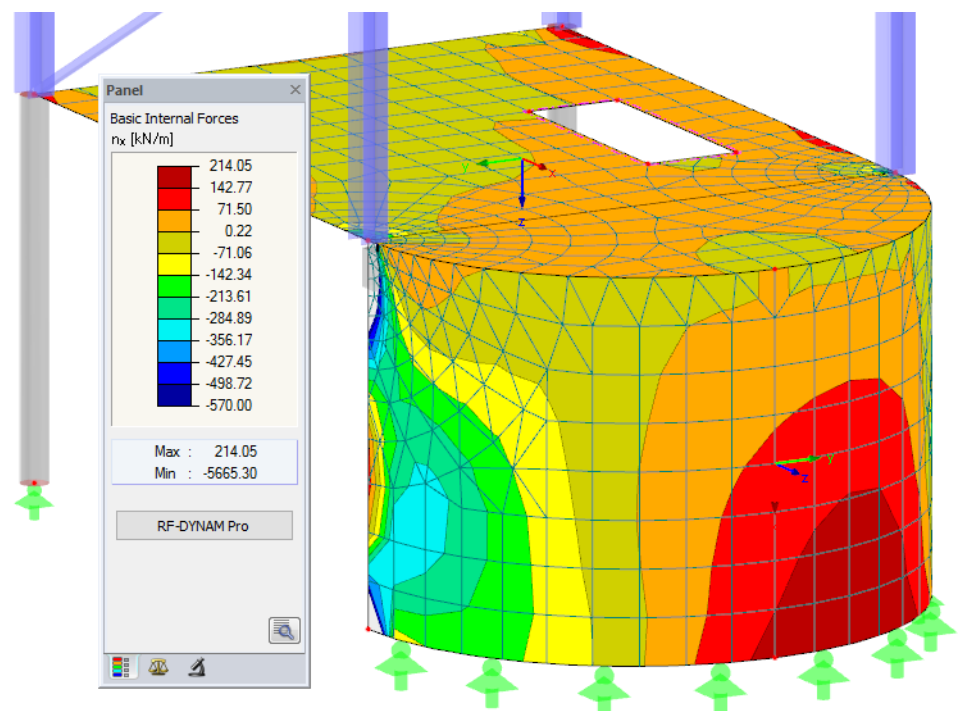 Panel
Basic Internal Forces
nx [kN/m]
214.05
142.77
71.50
0.22
-71.06
-142.34
-213.61
-284.89
-356.17
-427.45
-498.72
-570.00
Max : 214.05
Min : -5665.30
RF-DYNAM Pro
y
x
z
y
z